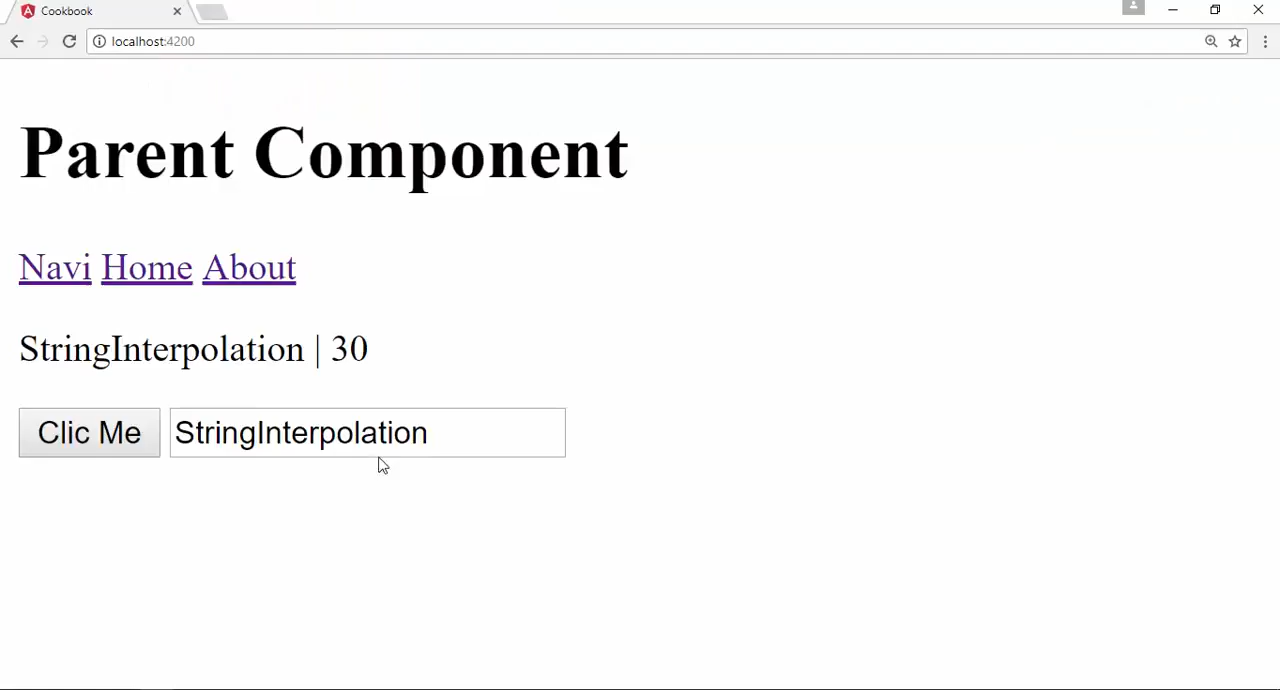 Cookbook
localhost:4200
Parent Component
Navi Home About
StringInterpolation | 30
Clic Me StringInterpolation